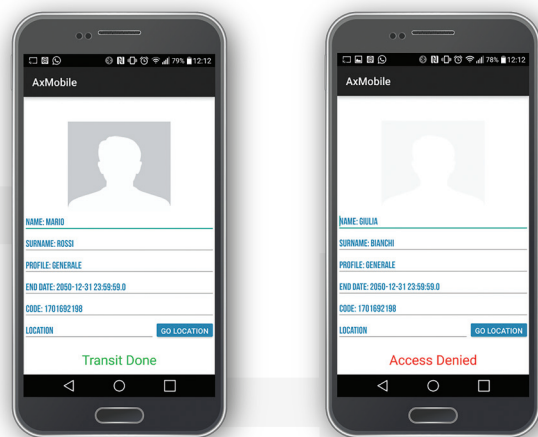 79% 12:12
AxMobile
NAME: MARIO
SURNAME: ROSSI
PROFILE: GENERALE
END DATE: 2050-12-31 23:59:59.0
CODE: 1701692198
LOCATION GO LOCATION
Transit Done
78% 12:12
AxMobile
NAME: GIULIA
SURNAME: BIANCHI
PROFILE: GENERALE
END DATE: 2050-12-31 23:59:59.0
CODE: 1701692198
LOCATION GO LOCATION
Access Denied